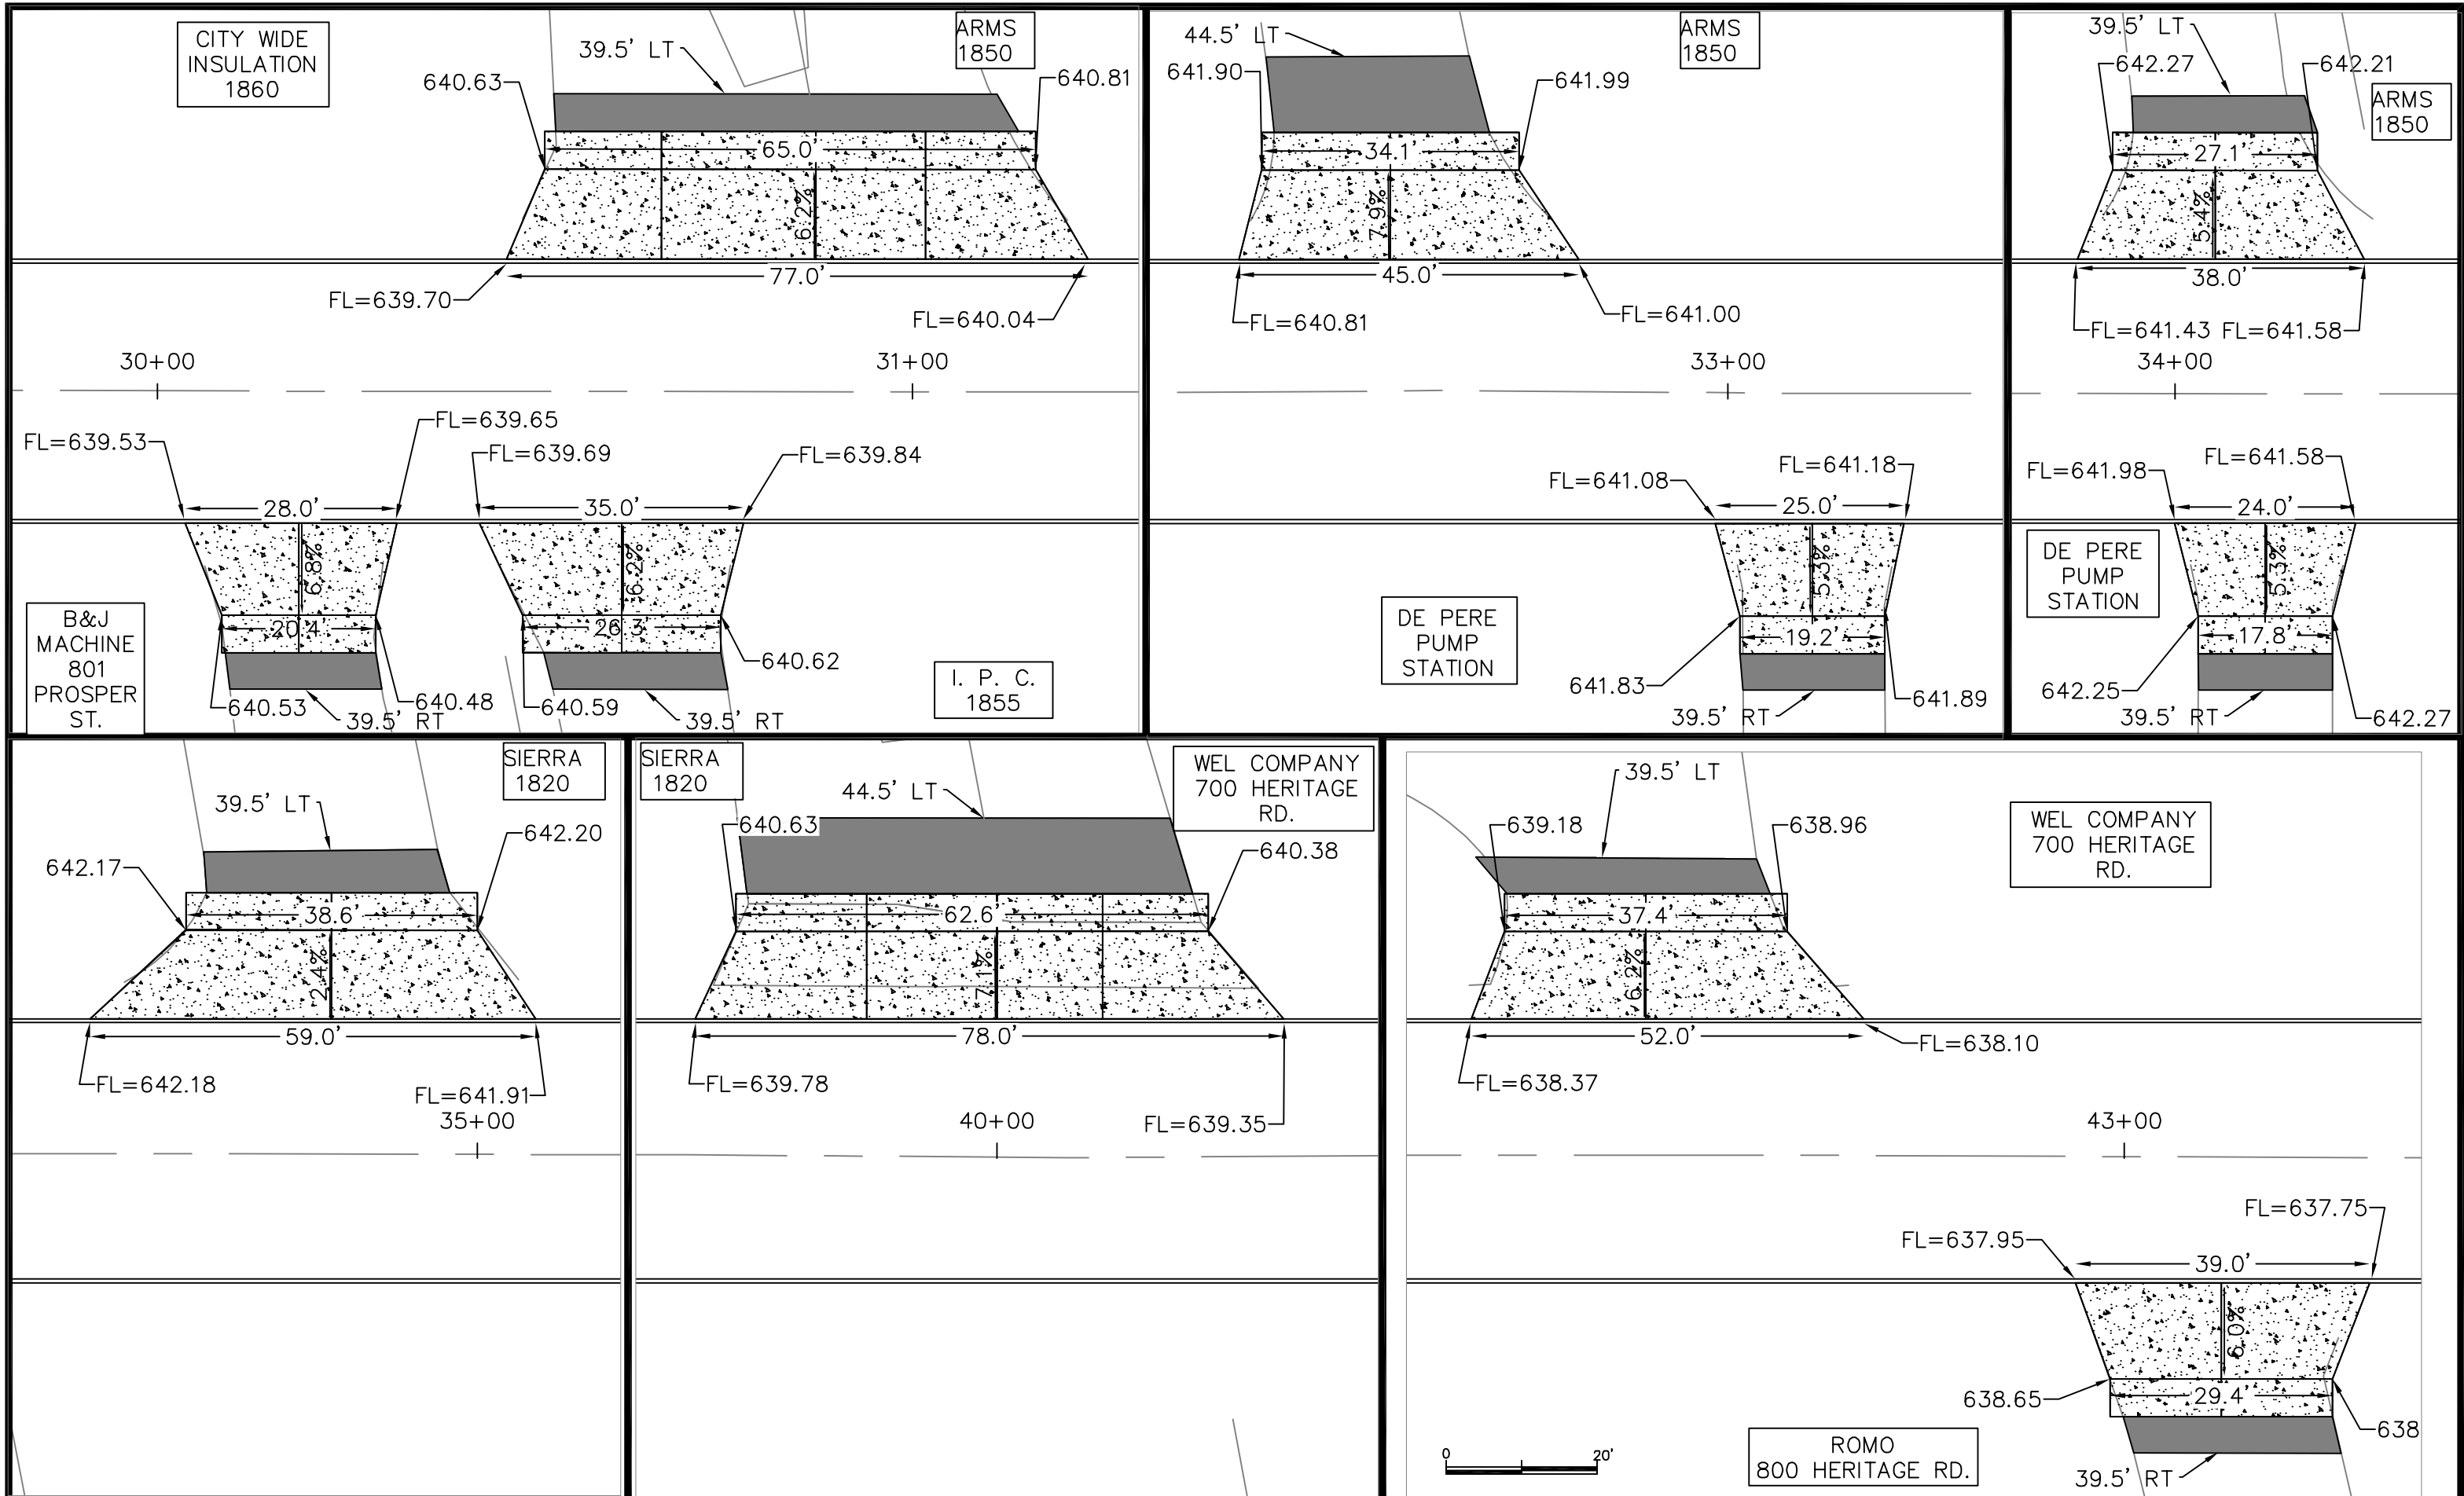 CITY WIDE
INSULATION
1860
39.5' LT
ARMS
1850
640.63
640.81
65.0'
6.2%
77.0'
FL=639.70
FL=640.04
30+00
31+00
FL=639.53
FL=639.65
FL=639.69
FL=639.84
28.0'
35.0'
6.8%
6.2%
20.4'
26.3'
B&J
MACHINE
801
PROSPER
ST.
640.53
640.48
39.5' RT
640.59
640.62
39.5' RT
I. P. C.
1855
44.5' LT
ARMS
1850
641.90
641.99
34.1'
7.9%
45.0'
FL=640.81
FL=641.00
33+00
FL=641.08
FL=641.18
25.0'
5.3%
19.2'
DE PERE
PUMP
STATION
641.83
641.89
39.5' RT
39.5' LT
642.27
642.21
ARMS
1850
27.1'
5.4%
38.0'
FL=641.43
FL=641.58
34+00
FL=641.98
FL=641.58
24.0'
5.3%
17.8'
DE PERE
PUMP
STATION
642.25
642.27
39.5' RT
SIERRA
1820
39.5' LT
642.17
642.20
38.6'
2.4%
59.0'
FL=642.18
FL=641.91
35+00
SIERRA
1820
WEL COMPANY
700 HERITAGE
RD.
44.5' LT
640.63
640.38
62.6'
7.1%
78.0'
FL=639.78
FL=639.35
40+00
39.5' LT
639.18
638.96
WEL COMPANY
700 HERITAGE
RD.
37.4'
6.2%
52.0'
FL=638.37
FL=638.10
43+00
FL=637.95
FL=637.75
39.0'
6.0%
29.4'
638.65
638
39.5' RT
ROMO
800 HERITAGE RD.
0 20'